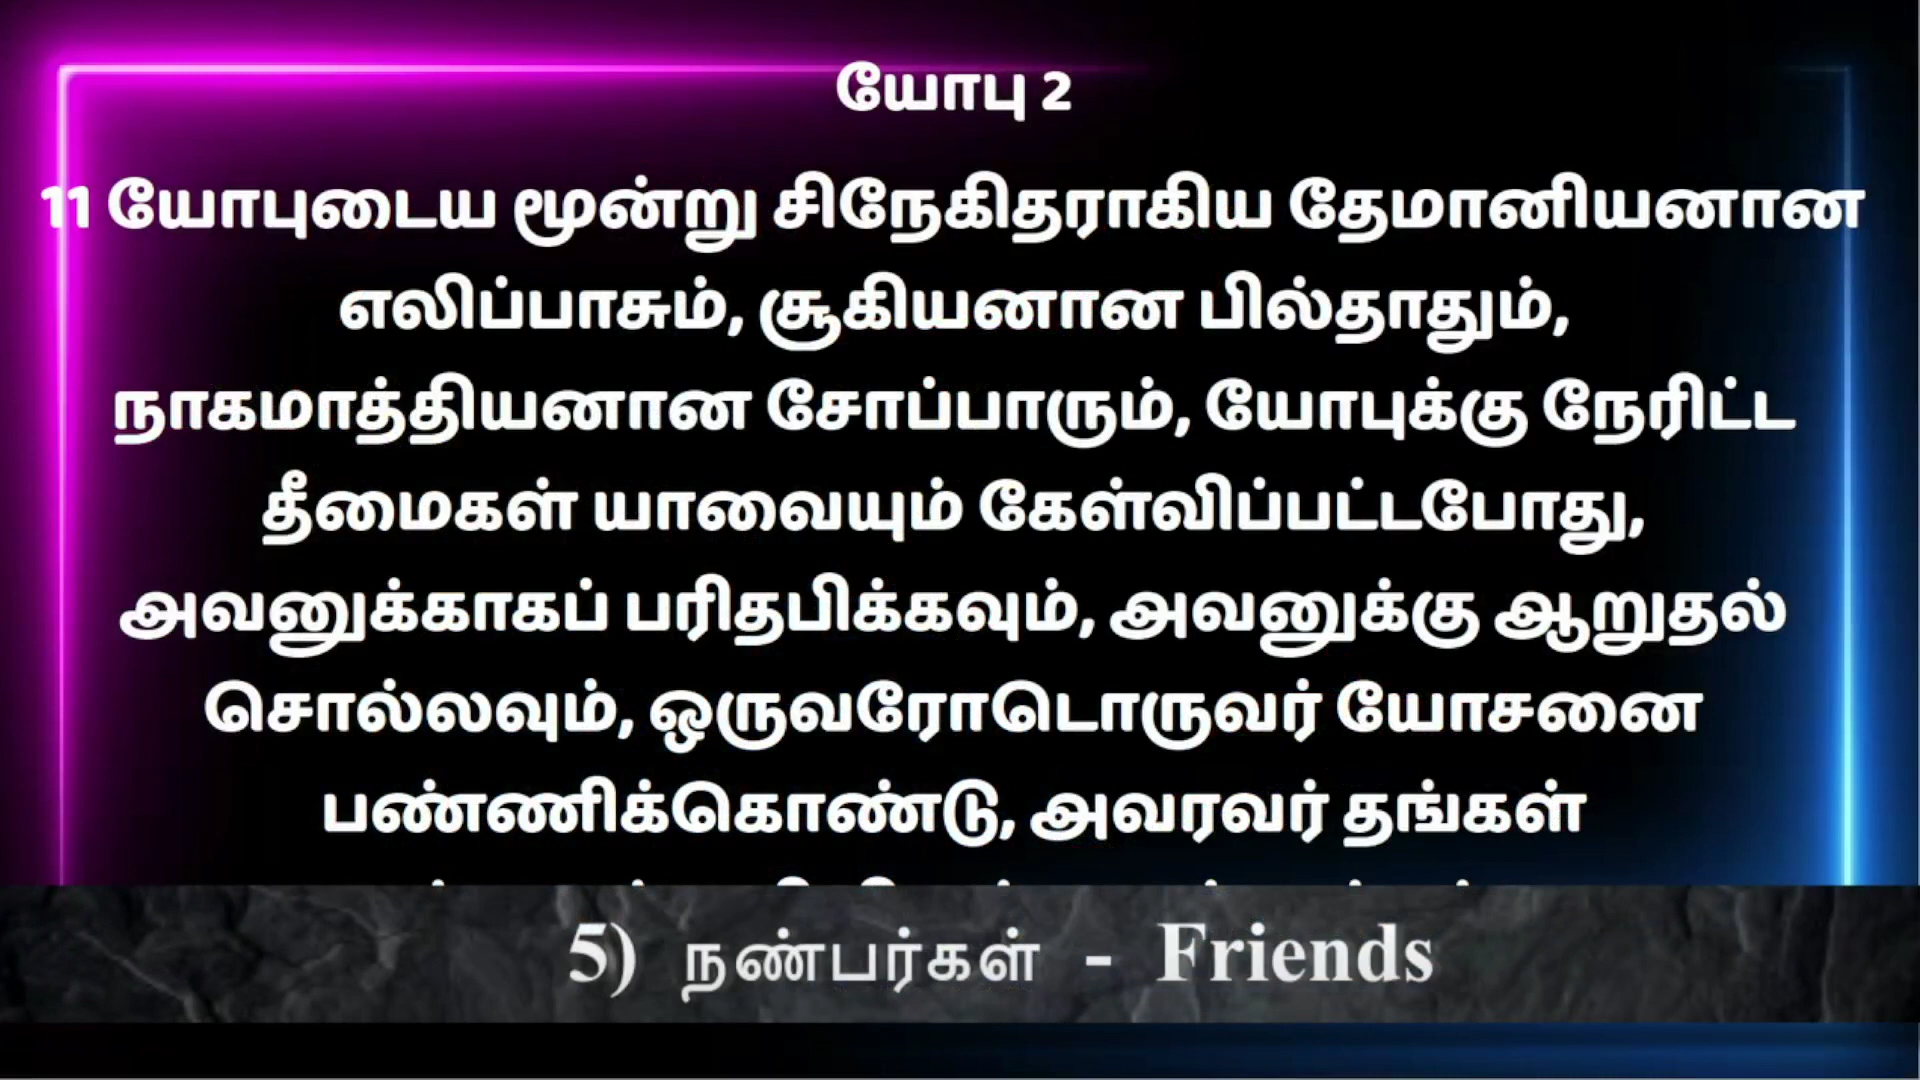 யோபு 2
11 யோபுடைய மூன்று சிநேகிதராகிய தேமானியனான
எலிப்பாசும், சூகியனான பில்தாதும்,
நாகமாத்தியனான சோப்பாரும், யோபுக்கு நேரிட்ட
தீமைகள் யாவையும் கேள்விப்பட்டபோது,
அவனுக்காகப் பரிதபிக்கவும், அவனுக்கு ஆறுதல்
சொல்லவும், ஒருவரோடொருவர் யோசனை
பண்ணிக்கொண்டு, அவரவர் தங்கள்
5) நண்பர்கள் - Friends